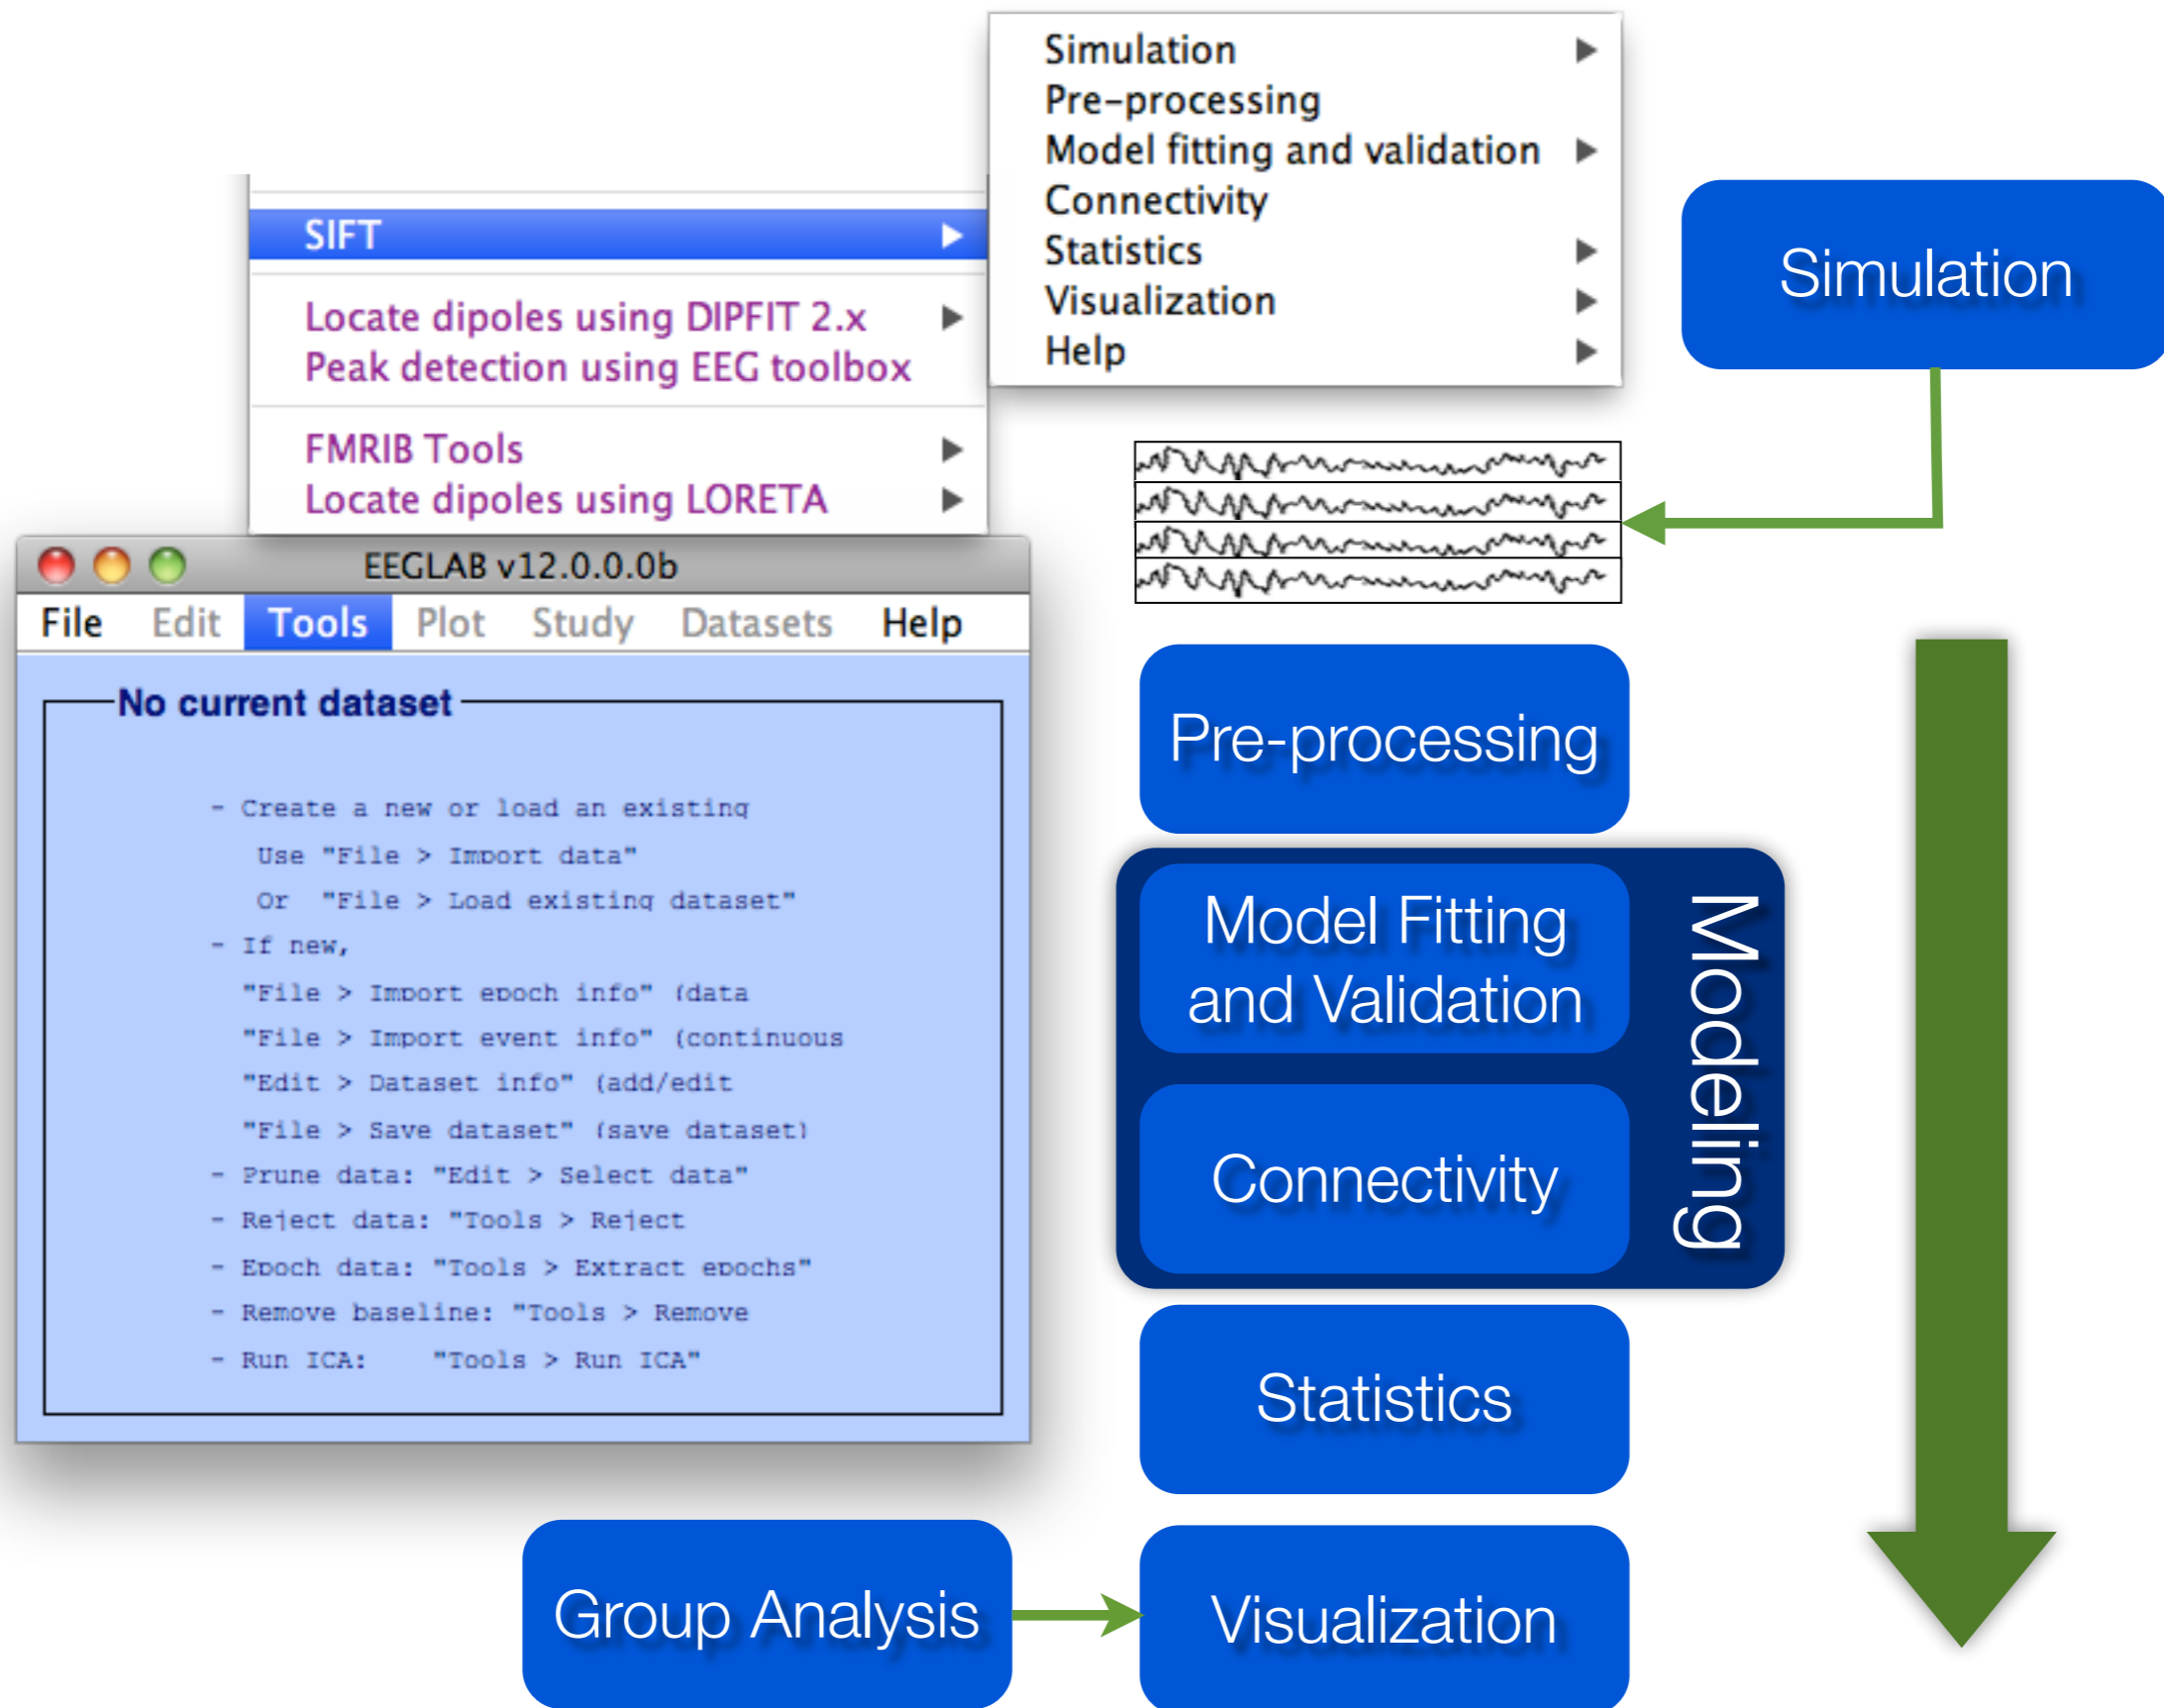 Simulation
Pre-processing
Model fitting and validation
Connectivity
Statistics
Visualization
Help
SIFT
Locate dipoles using DIPFIT 2.x
Peak detection using EEG toolbox
FMRIB Tools
Locate dipoles using LORETA
EEGLAB v12.0.0.0b
File Edit Tools Plot Study Datasets Help
No current dataset
- Create a new or load an existing
Use "File > Import data"
Or "File > Load existing dataset"
- If new,
"File > Import epoch info" (data
"File > Import event info" (continuous
"Edit > Dataset info" (add/edit
"File > Save dataset" (save dataset)
- Prune data: "Edit > Select data"
- Reject data: "Tools > Reject
- Epoch data: "Tools > Extract epochs"
- Remove baseline: "Tools > Remove
- Run ICA: "Tools > Run ICA"
Simulation
Pre-processing
Model Fitting
and Validation
Connectivity
Modeling
Statistics
Group Analysis
Visualization